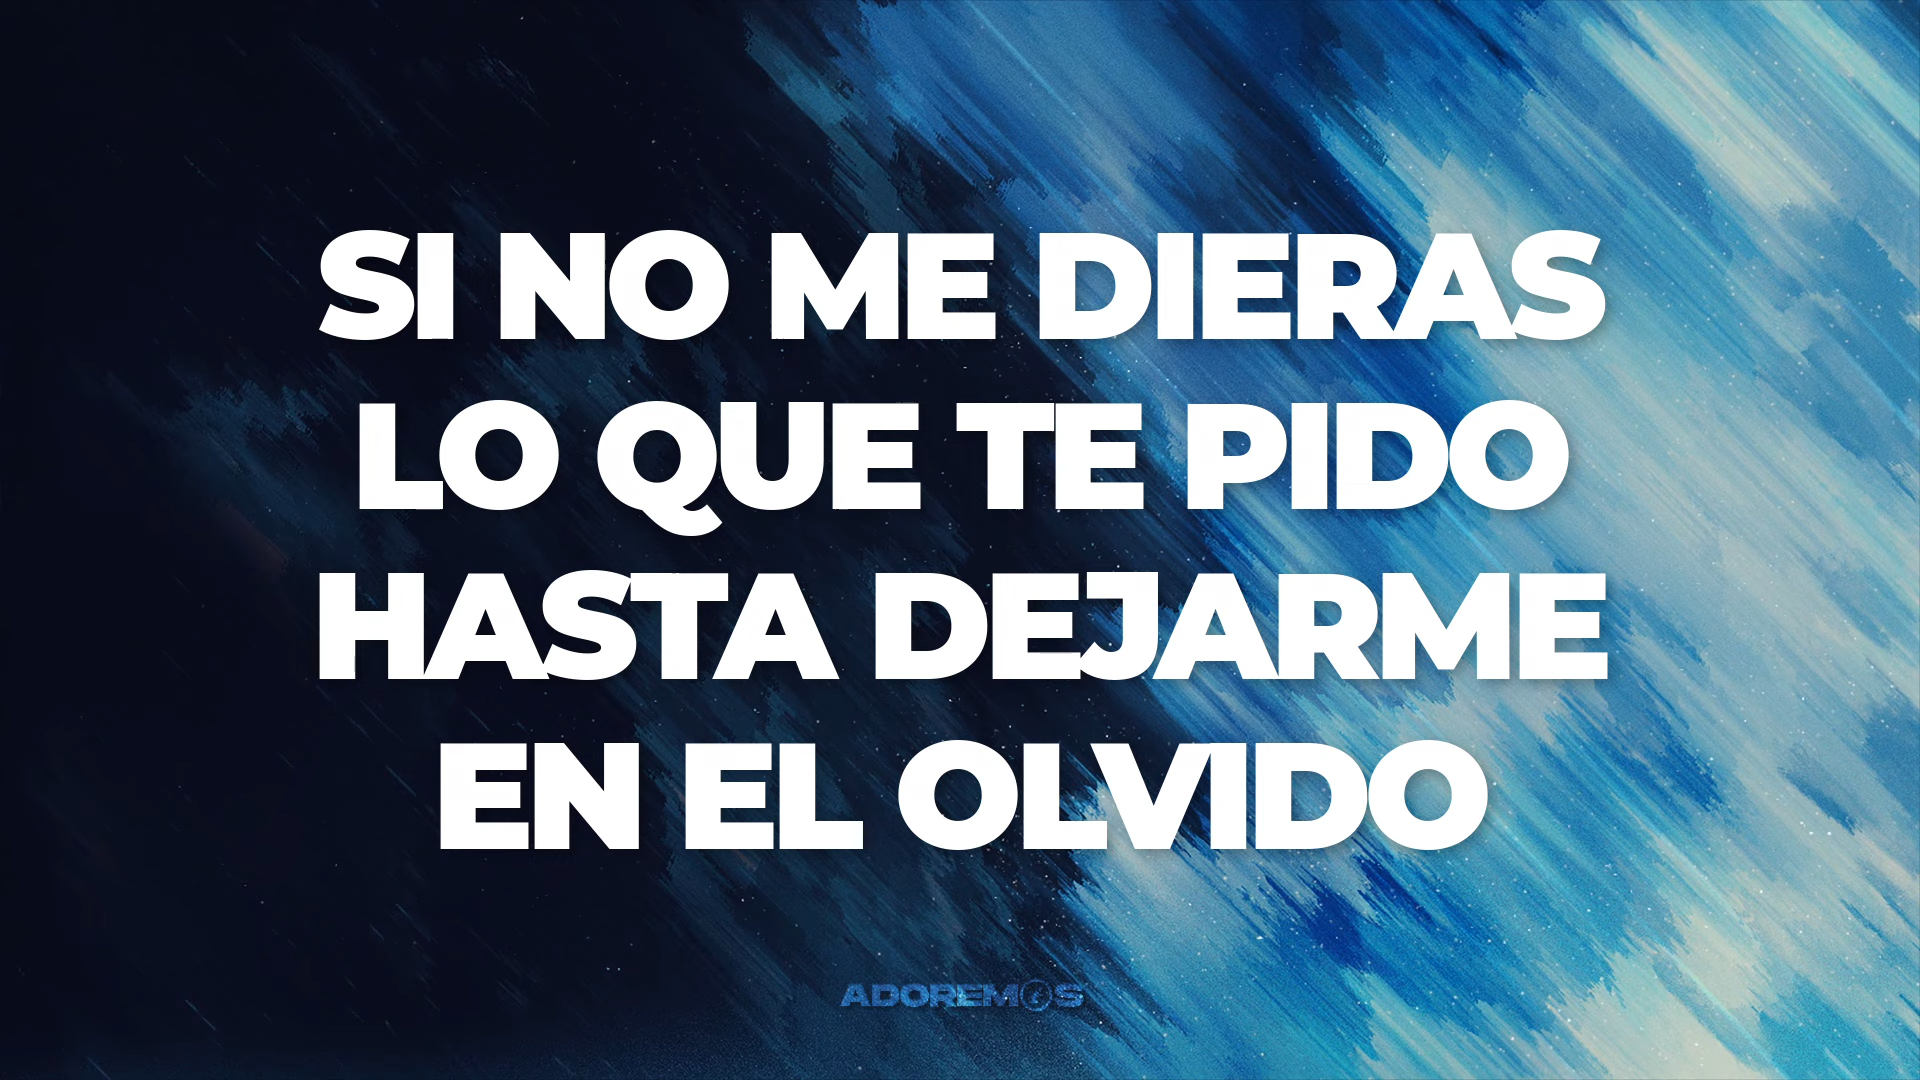 SI NO ME DIERAS
LO QUE TE PIDO
HASTA DEJARME
EN EL OLVIDO
ADOREMOS